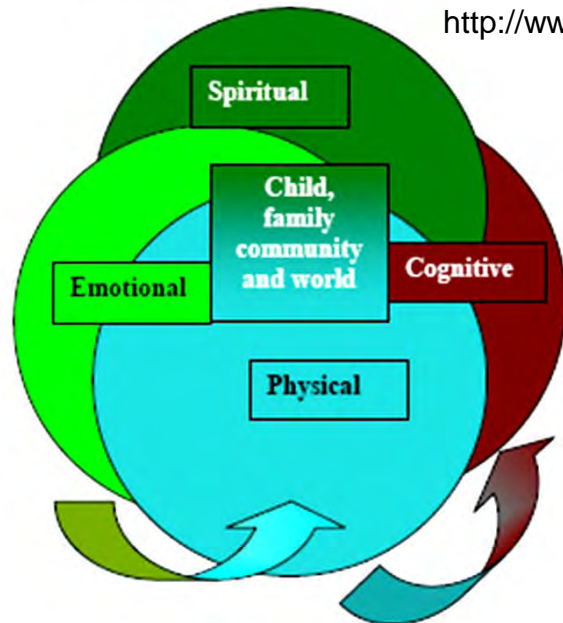 http://ww
Spiritual
Child,
family
community
and world
Emotional
Cognitive
Physical